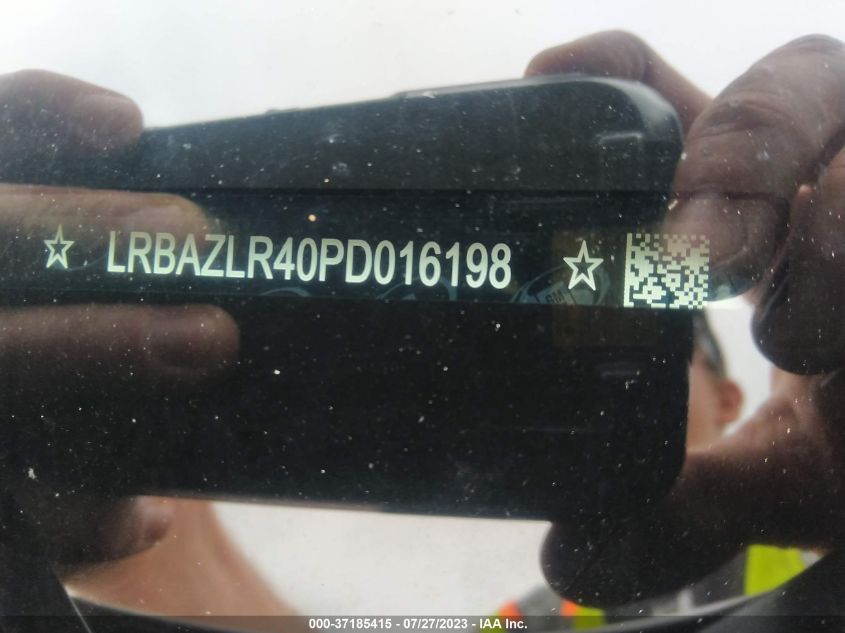 ☆ LRBAZLR40PD016198 ☆
000-37185415 - 07/27/2023 - IAA Inc.